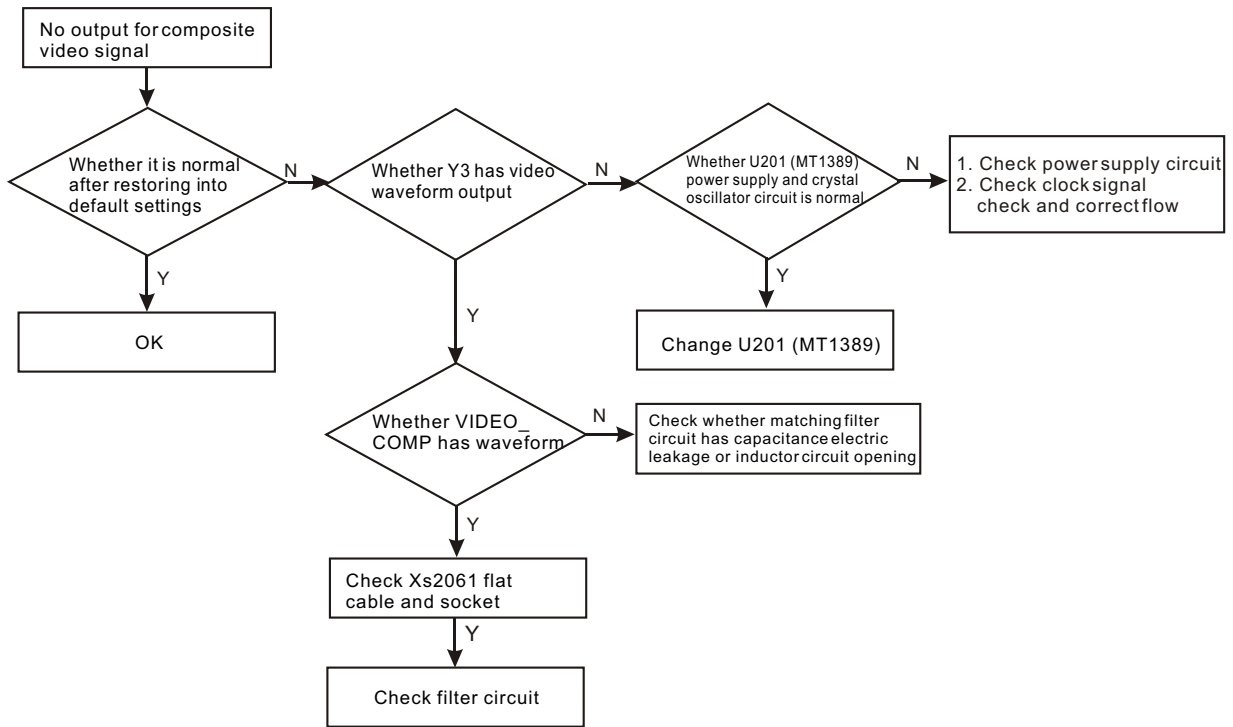 No output for composite
video signal
Whether it is normal
after restoring into
default settings
N
Whether Y3 has video
waveform output
N
Whether U201 (MT1389)
power supply and crystal
oscillator circuit is normal
N
1. Check power supply circuit
2. Check clock signal
check and correct flow
Y
OK
Y
Y
Change U201 (MT1389)
Whether VIDEO_
COMP has waveform
N
Check whether matching filter
circuit has capacitance electric
leakage or inductor circuit opening
Y
Check Xs2061 flat
cable and socket
Y
Check filter circuit